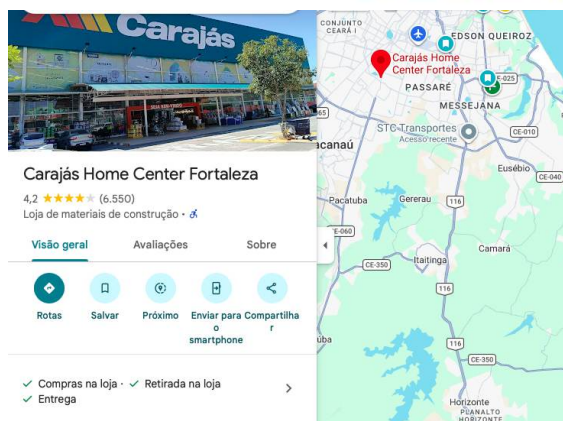 Carajás
Carajás Home Center Fortaleza
4,2 ★★★★★ (6.550)
Loja de materiais de construção ·
Visão geral
Avaliações
Sobre
Rotas
Salvar
Próximo
Enviar para
o
smartphone
Compartilha
r
✓ Compras na loja · ✓ Retirada na loja
✓ Entrega
CONJUNTO
CEARÁ I
EDSON QUEIROZ
Carajás Home
Center Fortaleza
PASSARÉ
E-025
MESSEJANA
65
STC Transportes
Acesso recente
CE-010
acanaú
Eusébio
CE-040
Pacatuba
Gererau
116
E-060
Camará
CE-350
Itaitinga
116
úba
116
CE-350
Horizonte
PLANALTO
HORIZONTE